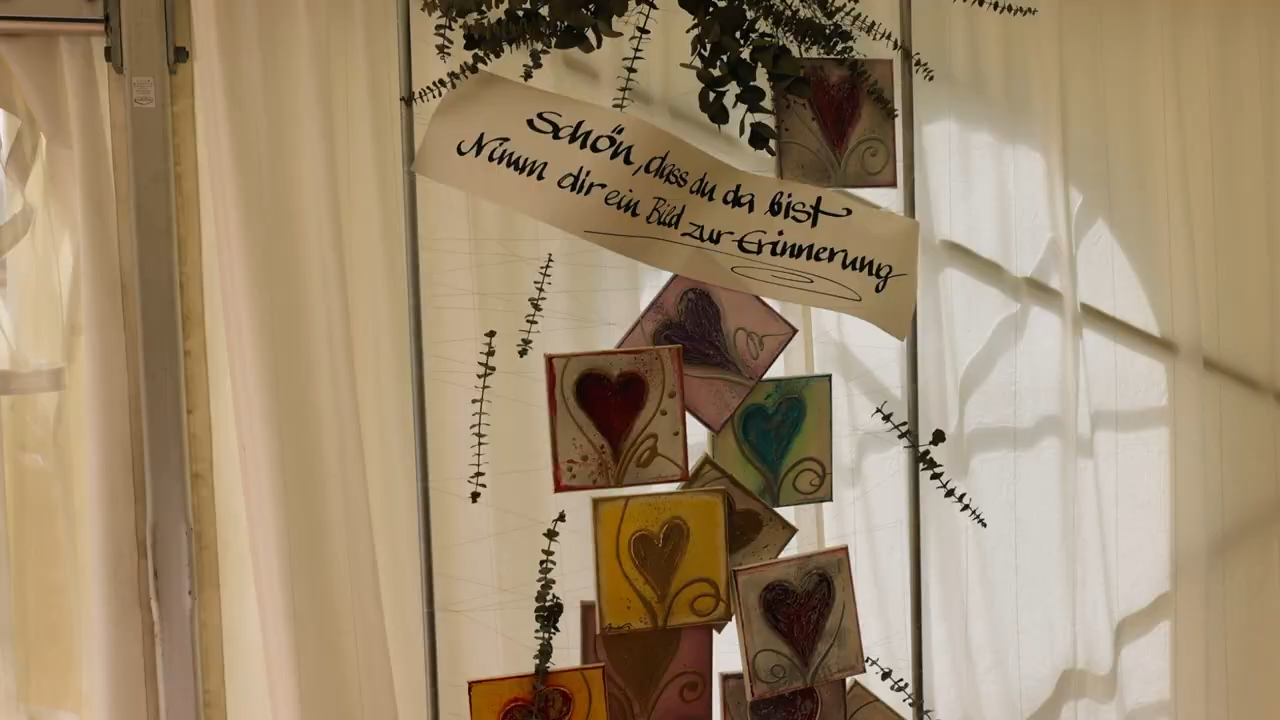 Schön, dass du da bist
Nimm dir ein Bild zur Erinnerung